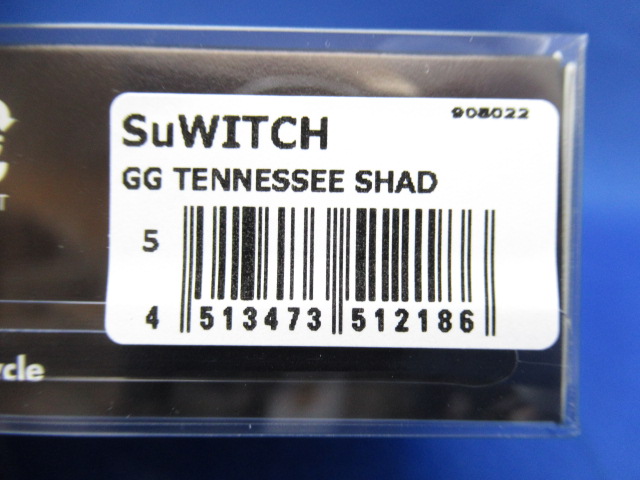 908022
SuWITCH
GG TENNESSEE SHAD
5
4 513473 512186
ycle